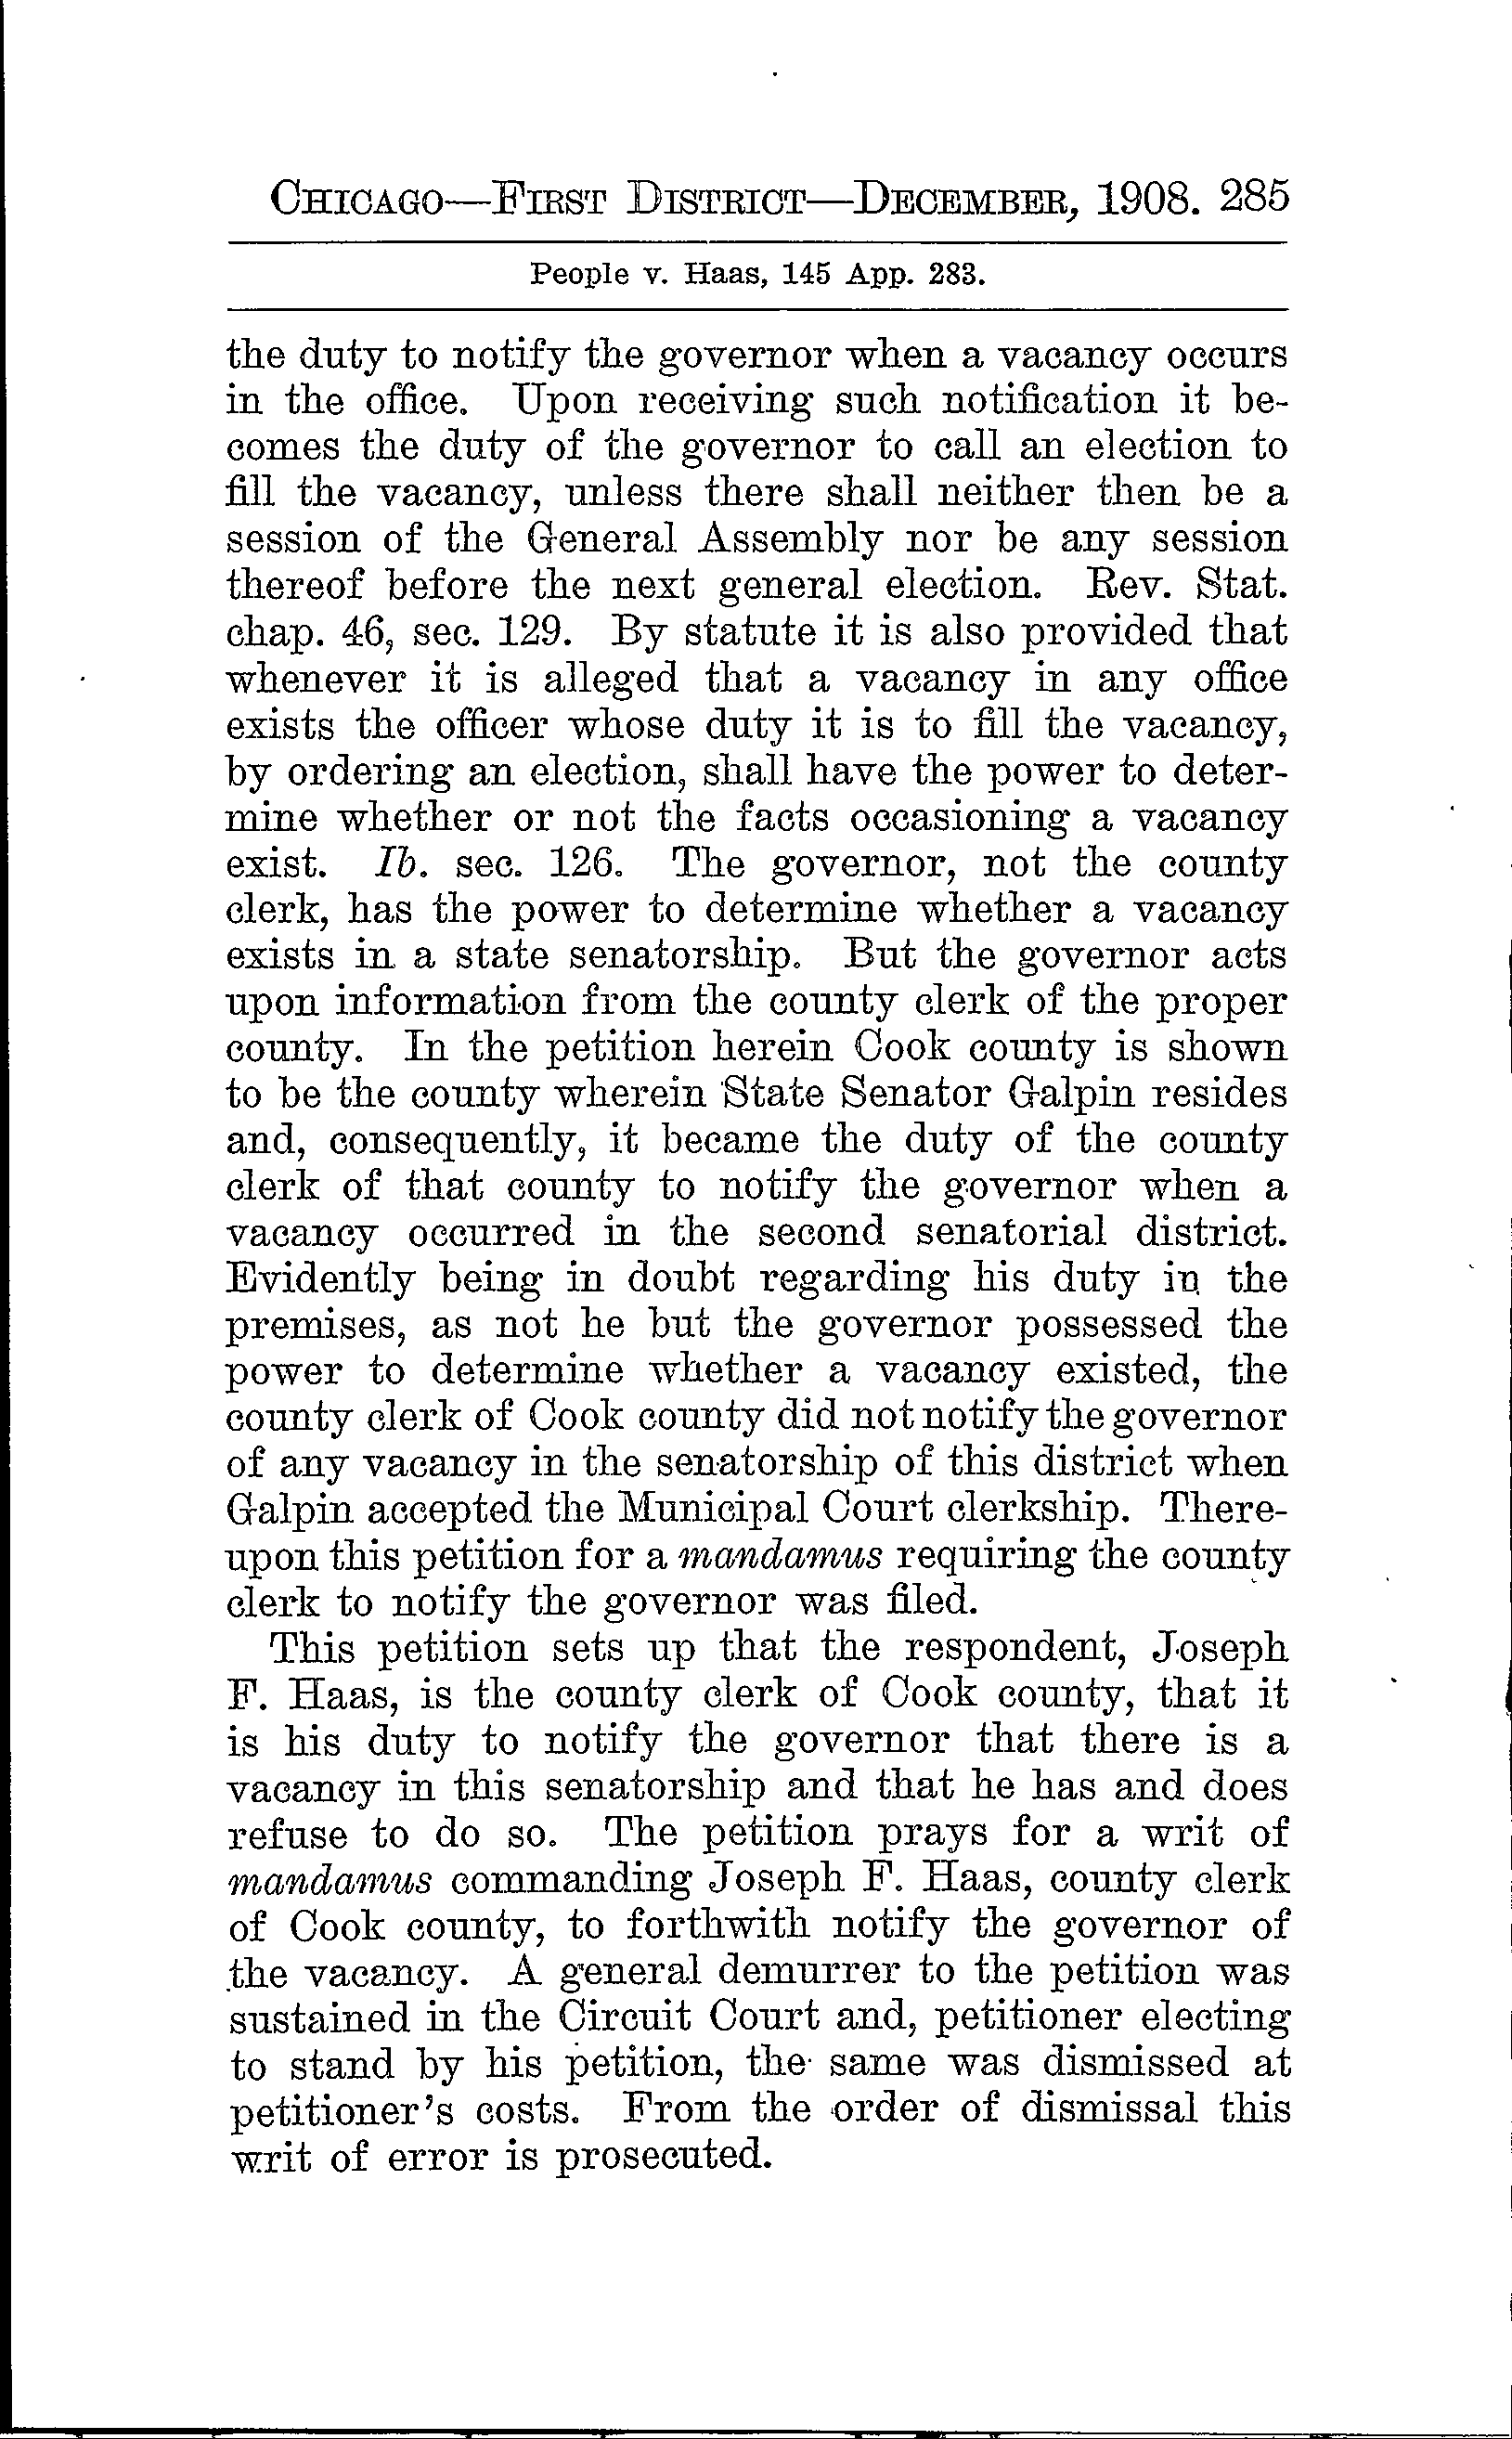 CHICAGO—FIRST DISTRICT—DECEMBER, 1908. 285
People v. Haas, 145 App. 283.
the duty to notify the governor when a vacancy occurs
in the office. Upon receiving such notification it be-
comes the duty of the governor to call an election to
fill the vacancy, unless there shall neither then be a
session of the General Assembly nor be any session
thereof before the next general election. Rev. Stat.
chap. 46, sec. 129. By statute it is also provided that
whenever it is alleged that a vacancy in any office
exists the officer whose duty it is to fill the vacancy,
by ordering an election, shall have the power to deter-
mine whether or not the facts occasioning a vacancy
exist. Ib. sec. 126. The governor, not the county
clerk, has the power to determine whether a vacancy
exists in a state senatorship. But the governor acts
upon information from the county clerk of the proper
county. In the petition herein Cook county is shown
to be the county wherein State Senator Galpin resides
and, consequently, it became the duty of the county
clerk of that county to notify the governor when a
vacancy occurred in the second senatorial district.
Evidently being in doubt regarding his duty in the
premises, as not he but the governor possessed the
power to determine whether a vacancy existed, the
county clerk of Cook county did not notify the governor
of any vacancy in the senatorship of this district when
Galpin accepted the Municipal Court clerkship. There-
upon this petition for a mandamus requiring the county
clerk to notify the governor was filed.
This petition sets up that the respondent, Joseph
F. Haas, is the county clerk of Cook county, that it
is his duty to notify the governor that there is a
vacancy in this senatorship and that he has and does
refuse to do so. The petition prays for a writ of
mandamus commanding Joseph F. Haas, county clerk
of Cook county, to forthwith notify the governor of
the vacancy. A general demurrer to the petition was
sustained in the Circuit Court and, petitioner electing
to stand by his petition, the same was dismissed at
petitioner's costs. From the order of dismissal this
writ of error is prosecuted.